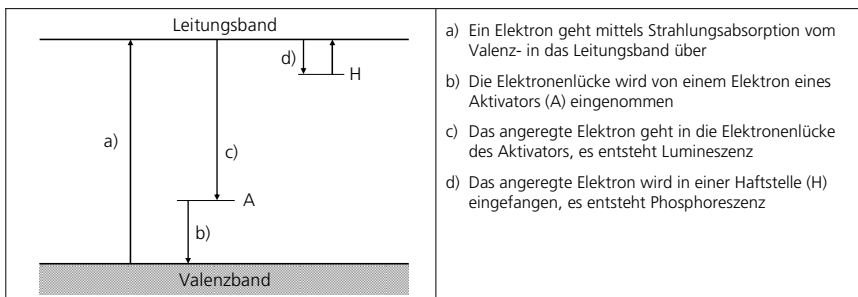 Leitungsband
d)
H
a)
c)
A
b)
Valenzband
a) Ein Elektron geht mittels Strahlungsabsorption vom
Valenz- in das Leitungsband über
b) Die Elektronenlücke wird von einem Elektron eines
Aktivators (A) eingenommen
c) Das angeregte Elektron geht in die Elektronenlücke
des Aktivators, es entsteht Lumineszenz
d) Das angeregte Elektron wird in einer Haftstelle (H)
eingefangen, es entsteht Phosphoreszenz